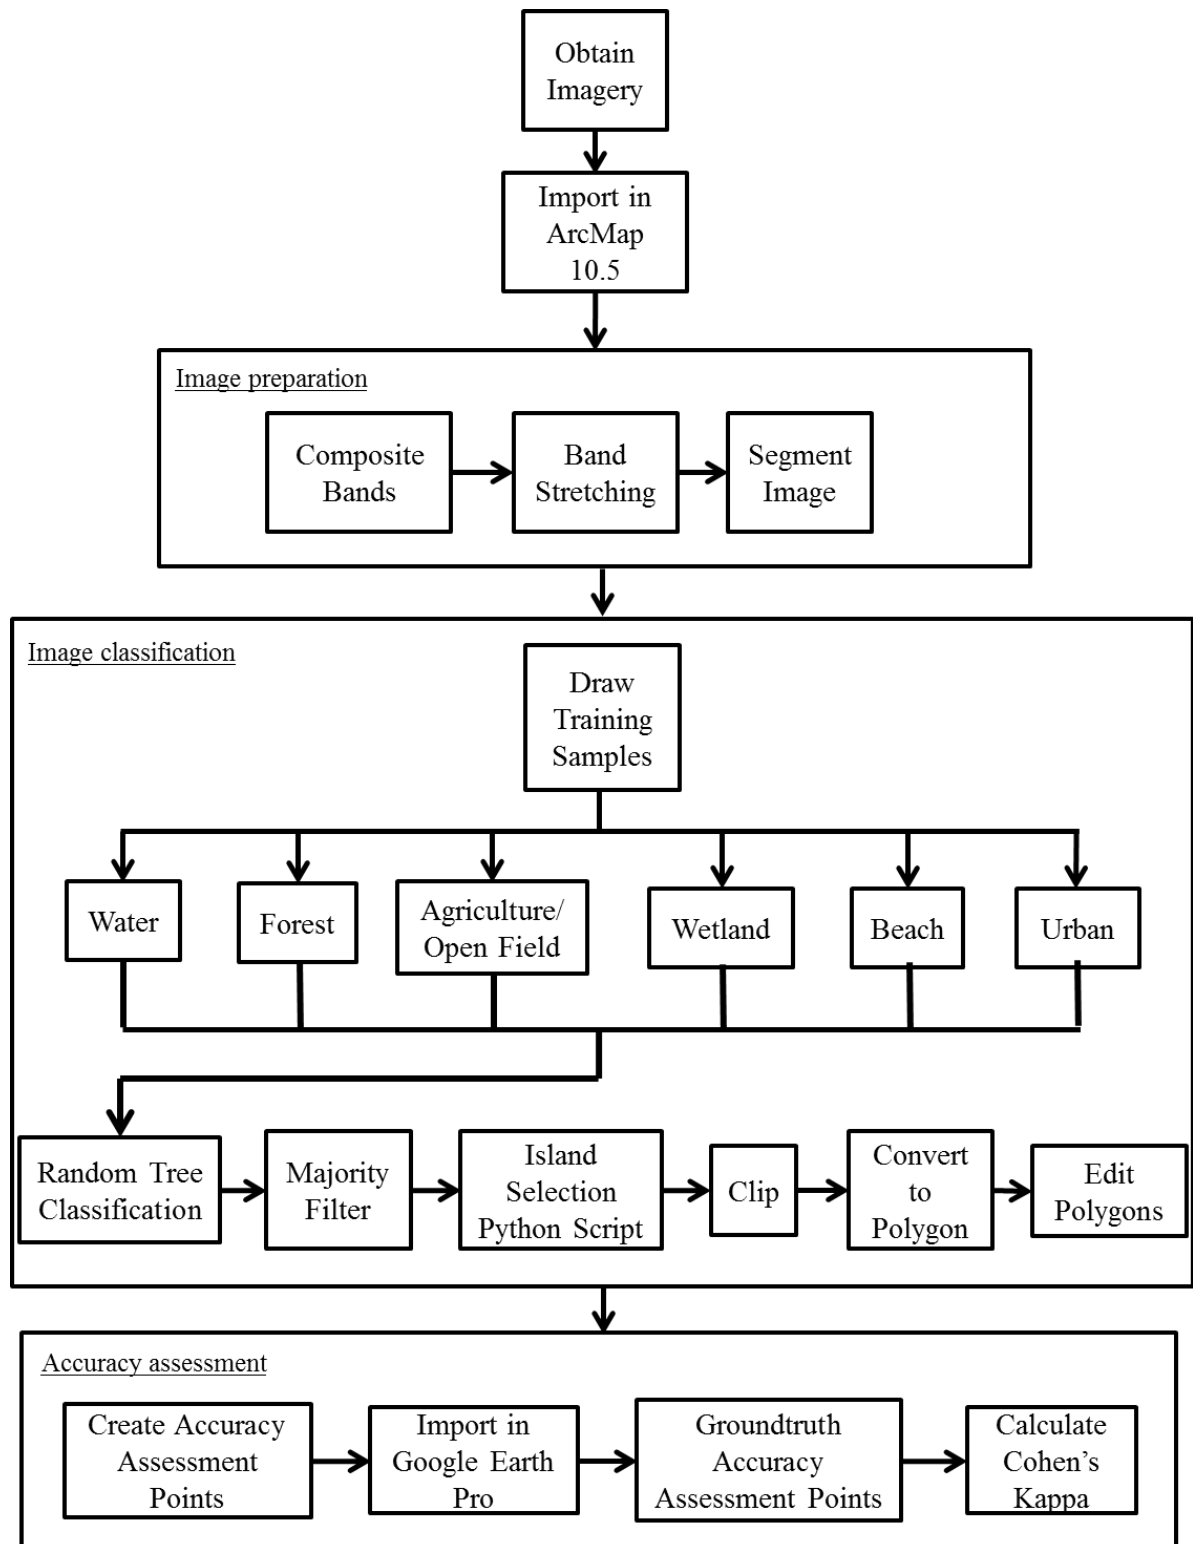 Obtain
Imagery
Import in
ArcMap
10.5
Image preparation
Composite
Bands
Band
Stretching
Segment
Image
Image classification
Draw
Training
Samples
Water
Forest
Agriculture/
Open Field
Wetland
Beach
Urban
Random Tree
Classification
Majority
Filter
Island
Selection
Python Script
Clip
Convert
to
Polygon
Edit
Polygons
Accuracy assessment
Create Accuracy
Assessment
Points
Import in
Google Earth
Pro
Groundtruth
Accuracy
Assessment Points
Calculate
Cohen’s
Kappa